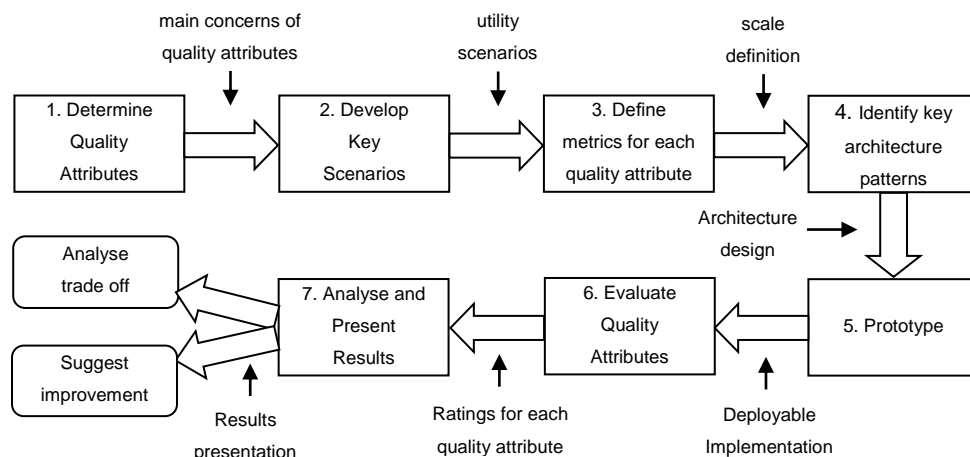 main concerns of
quality attributes
utility
scenarios
scale
definition
1. Determine
Quality
Attributes
2. Develop
Key
Scenarios
3. Define
metrics for each
quality attribute
4. Identify key
architecture
patterns
Architecture
design
Analyse
trade off
Suggest
improvement
7. Analyse and
Present
Results
6. Evaluate
Quality
Attributes
5. Prototype
Results
presentation
Ratings for each
quality attribute
Deployable
Implementation